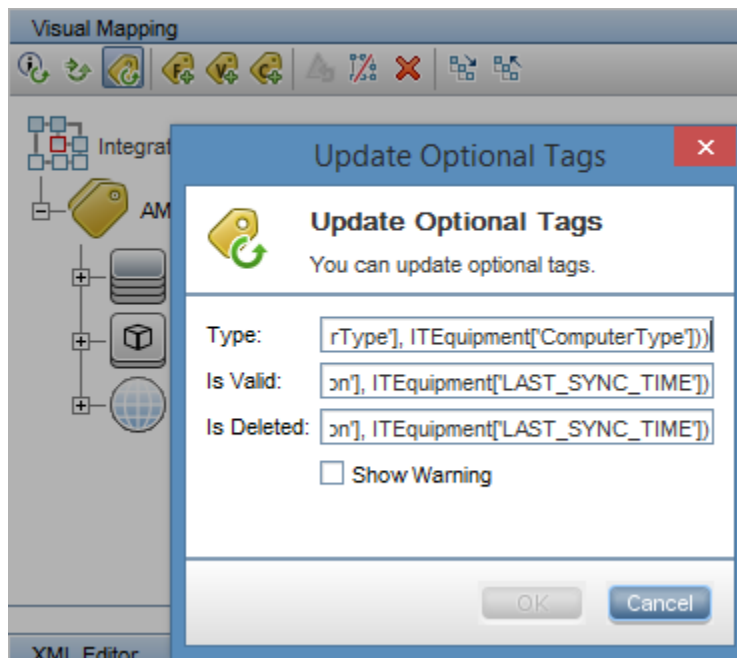 Visual Mapping
F V C
Integrat
Update Optional Tags
AM
Update Optional Tags
You can update optional tags.
Type: rType'], ITEquipment['ComputerType']))
Is Valid: on'], ITEquipment['LAST_SYNC_TIME'])
Is Deleted: on'], ITEquipment['LAST_SYNC_TIME'])
Show Warning
OK Cancel
XML Editor